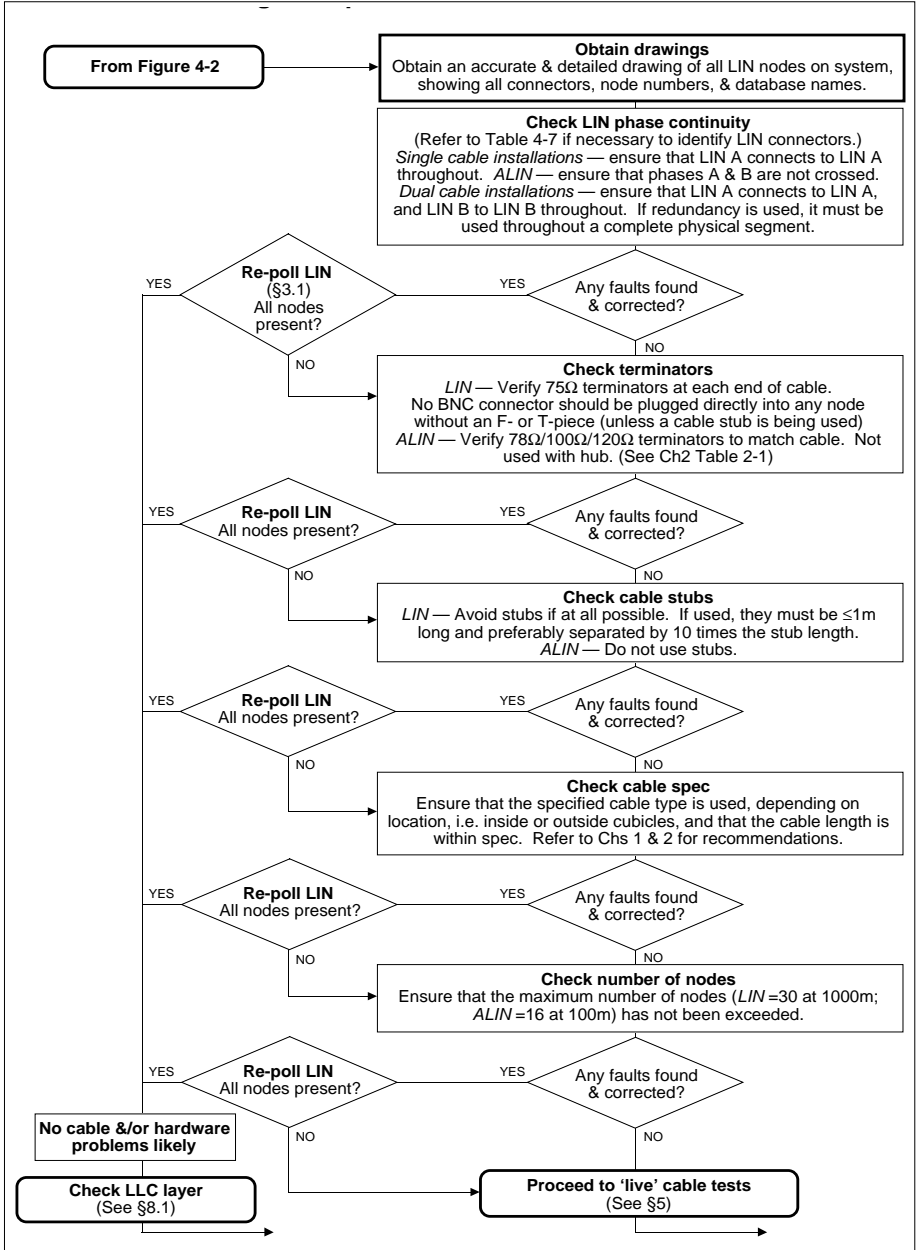 From Figure 4-2
Obtain drawings
Obtain an accurate & detailed drawing of all LIN nodes on system,
showing all connectors, node numbers, & database names.
Check LIN phase continuity
(Refer to Table 4-7 if necessary to identify LIN connectors.)
Single cable installations — ensure that LIN A connects to LIN A
throughout. ALIN — ensure that phases A & B are not crossed.
Dual cable installations — ensure that LIN A connects to LIN A,
and LIN B to LIN B throughout. If redundancy is used, it must be
used throughout a complete physical segment.
YES
Re-poll LIN
(§3.1)
All nodes
present?
YES
Any faults found
& corrected?
NO
NO
Check terminators
LIN — Verify 75Ω terminators at each end of cable.
No BNC connector should be plugged directly into any node
without an F- or T-piece (unless a cable stub is being used)
ALIN — Verify 78Ω/100Ω/120Ω terminators to match cable. Not
used with hub. (See Ch2 Table 2-1)
YES
Re-poll LIN
All nodes present?
YES
Any faults found
& corrected?
NO
NO
Check cable stubs
LIN — Avoid stubs if at all possible. If used, they must be ≤1m
long and preferably separated by 10 times the stub length.
ALIN — Do not use stubs.
YES
Re-poll LIN
All nodes present?
YES
Any faults found
& corrected?
NO
NO
Check cable spec
Ensure that the specified cable type is used, depending on
location, i.e. inside or outside cubicles, and that the cable length is
within spec. Refer to Chs 1 & 2 for recommendations.
YES
Re-poll LIN
All nodes present?
YES
Any faults found
& corrected?
NO
NO
Check number of nodes
Ensure that the maximum number of nodes (LIN =30 at 1000m;
ALIN =16 at 100m) has not been exceeded.
YES
Re-poll LIN
All nodes present?
YES
Any faults found
& corrected?
NO
NO
No cable &/or hardware
problems likely
Check LLC layer
(See §8.1)
Proceed to ‘live’ cable tests
(See §5)